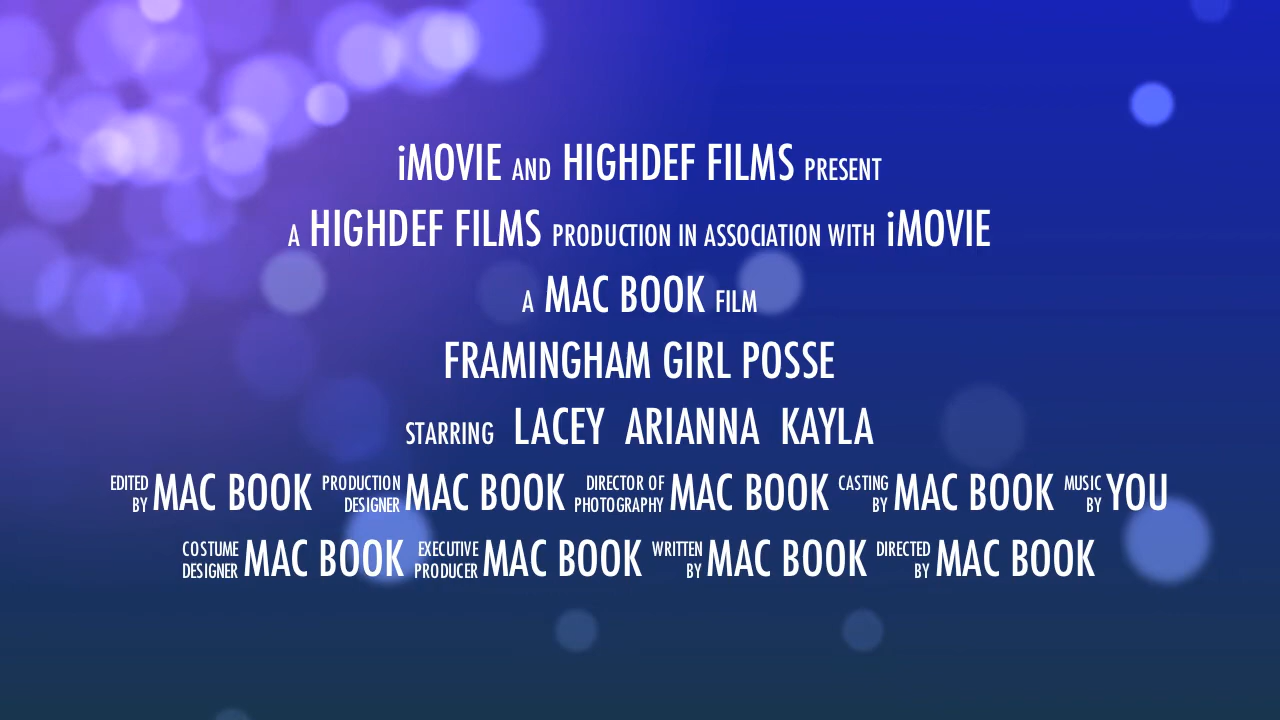 iMOVIE AND HIGHDEF FILMS PRESENT
A HIGHDEF FILMS PRODUCTION IN ASSOCIATION WITH iMOVIE
A MAC BOOK FILM
FRAMINGHAM GIRL POSSE
STARRING LACEY ARIANNA KAYLA
EDITED BY MAC BOOK PRODUCTION DESIGNER MAC BOOK DIRECTOR OF PHOTOGRAPHY MAC BOOK CASTING BY MAC BOOK MUSIC BY YOU
COSTUME DESIGNER MAC BOOK EXECUTIVE PRODUCER MAC BOOK WRITTEN BY MAC BOOK DIRECTED BY MAC BOOK